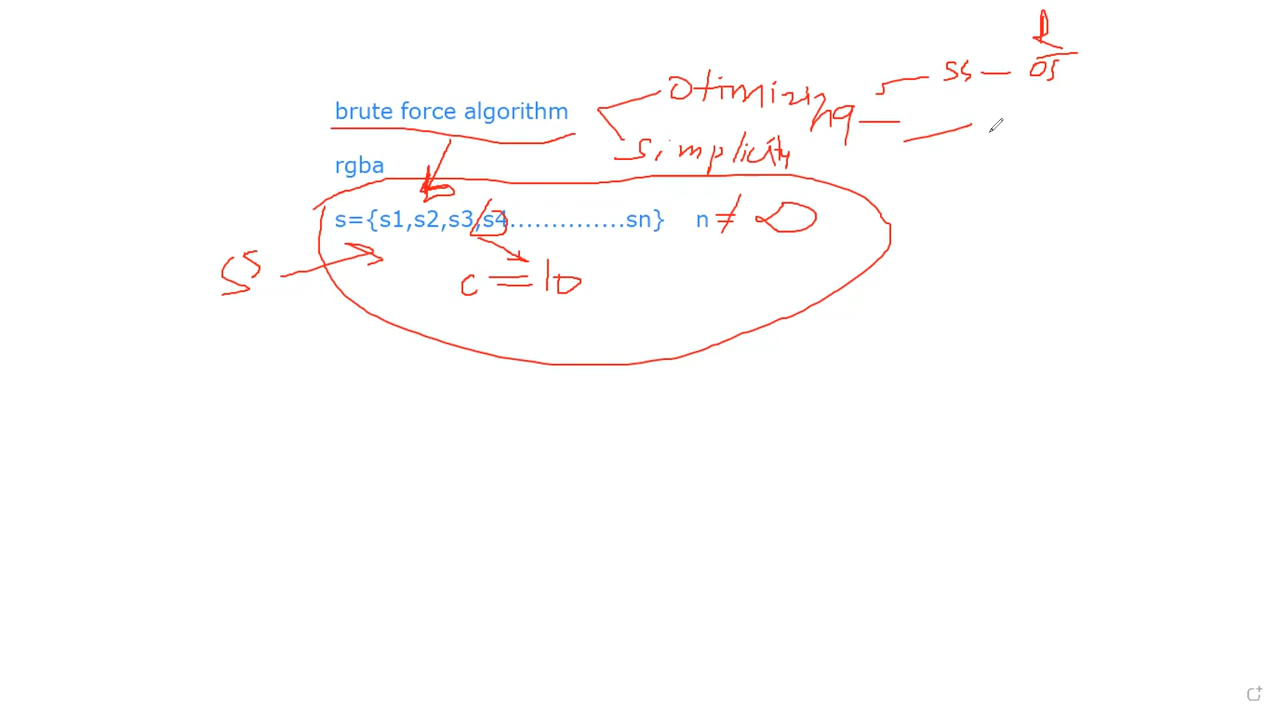 ss — os
otimizing
brute force algorithm
simplicity
rgba
s={s1,s2,s3,s4..............sn} n ≠ ∞
ss
c = 10